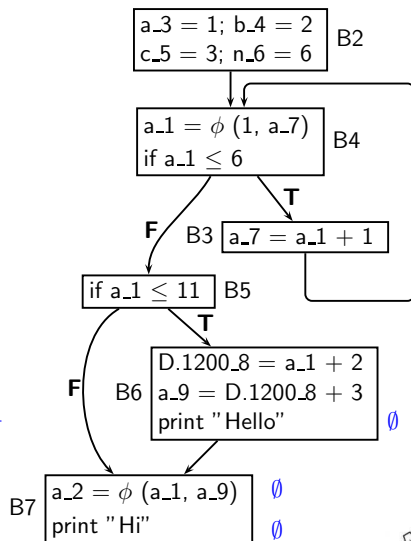 a_3 = 1; b_4 = 2
c_5 = 3; n_6 = 6
B2
a_1 = ϕ (1, a_7)
if a_1 ≤ 6
B4
T
F
B3
a_7 = a_1 + 1
if a_1 ≤ 11
B5
T
F
D.1200_8 = a_1 + 2
a_9 = D.1200_8 + 3
print "Hello"
B6
∅
a_2 = ϕ (a_1, a_9)
∅
B7
print "Hi"
∅